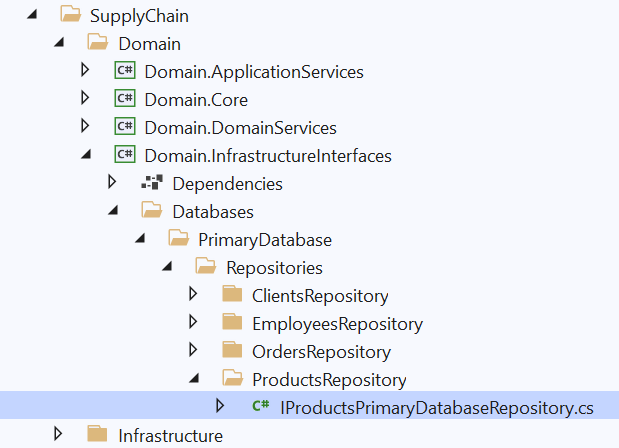 SupplyChain
Domain
C# Domain.ApplicationServices
C# Domain.Core
C# Domain.DomainServices
C# Domain.InfrastructureInterfaces
Dependencies
Databases
PrimaryDatabase
Repositories
ClientsRepository
EmployeesRepository
OrdersRepository
ProductsRepository
C# IProductsPrimaryDatabaseRepository.cs
Infrastructure